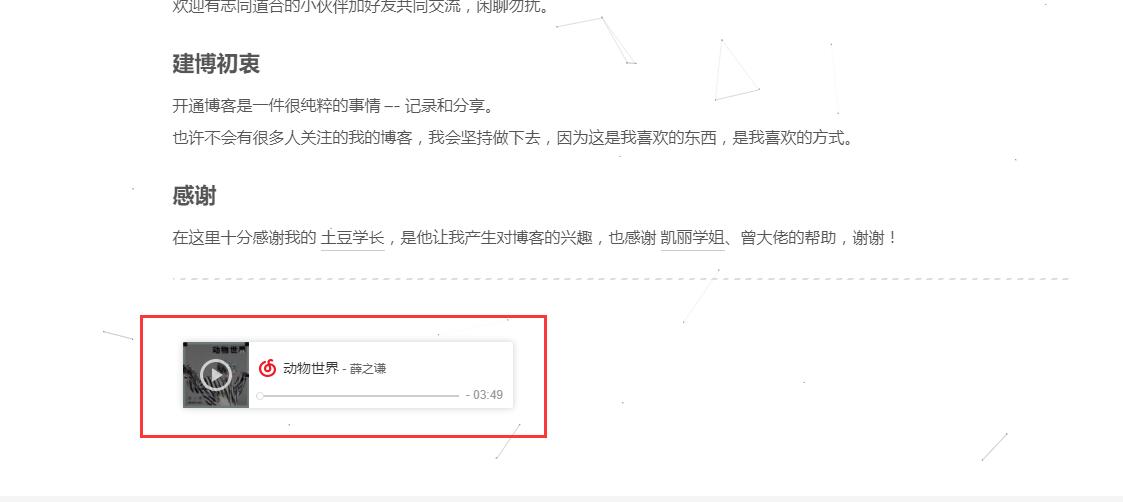 欢迎有志同道合的小伙伴加好友共同交流，闲聊勿扰。
建博初衷
开通博客是一件很纯粹的事情 –- 记录和分享。
也许不会有很多人关注的我的博客，我会坚持做下去，因为这是我喜欢的东西，是我喜欢的方式。
感谢
在这里十分感谢我的 土豆学长，是他让我产生对博客的兴趣，也感谢 凯丽学姐、曾大佬的帮助，谢谢！
动物世界
动物世界 - 薛之谦
- 03:49